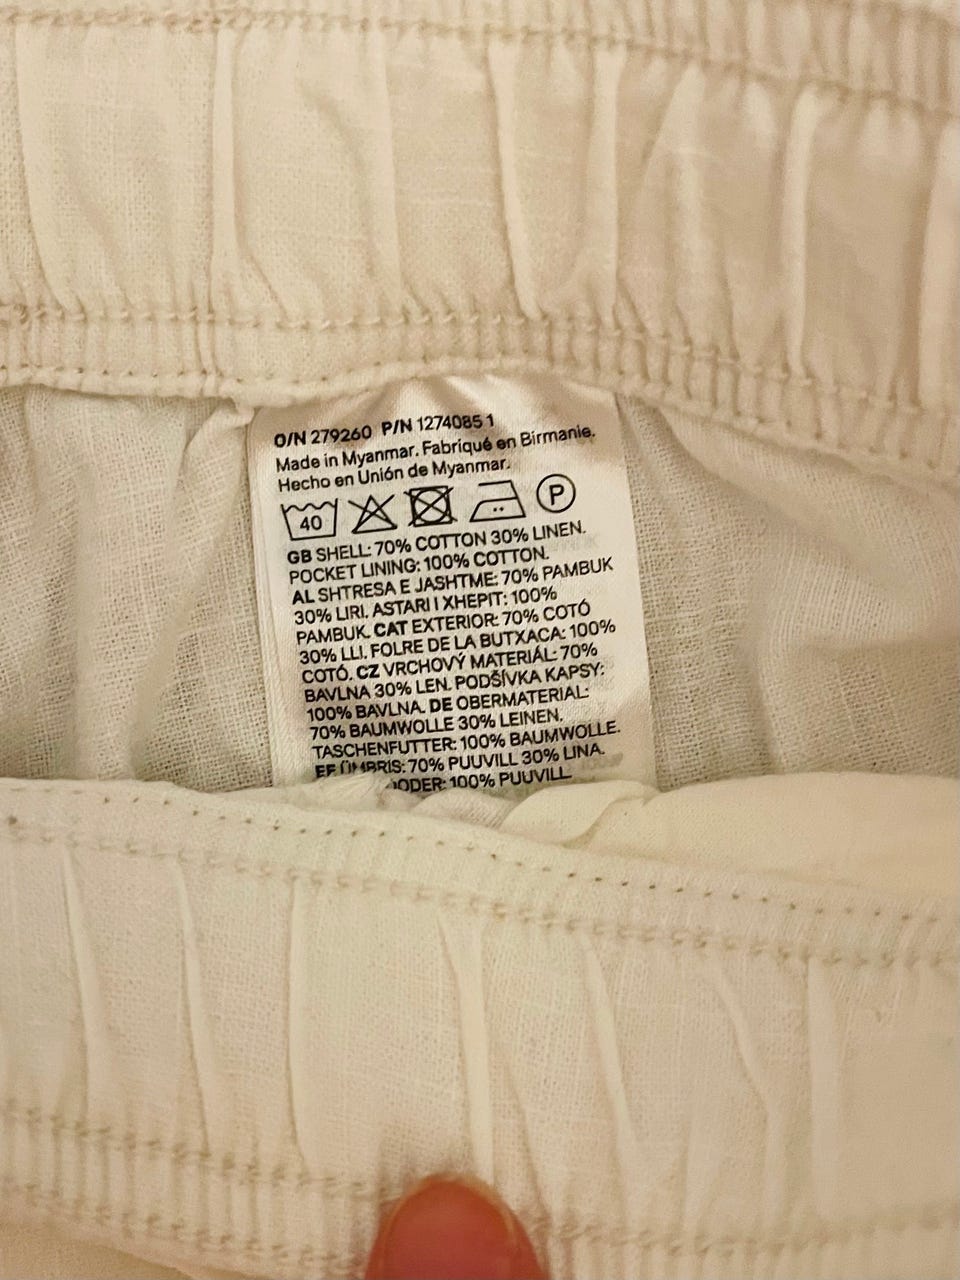 O/N 279260 P/N 1274085 1
Made in Myanmar. Fabriqué en Birmanie.
Hecho en Unión de Myanmar.
40 P
GB SHELL: 70% COTTON 30% LINEN.
POCKET LINING: 100% COTTON.
AL SHTRESA E JASHTME: 70% PAMBUK
30% LIRI. ASTARI I XHEPIT: 100%
PAMBUK. CAT EXTERIOR: 70% COTÓ
30% LLI. FOLRE DE LA BUTXACA: 100%
COTÓ. CZ VRCHOVÝ MATERIÁL: 70%
BAVLNA 30% LEN. PODŠÍVKA KAPSY:
100% BAVLNA. DE OBERMATERIAL:
70% BAUMWOLLE 30% LEINEN.
TASCHENFUTTER: 100% BAUMWOLLE.
EE ÜMBRIS: 70% PUUVILL 30% LINA.
100% PUUVILL.